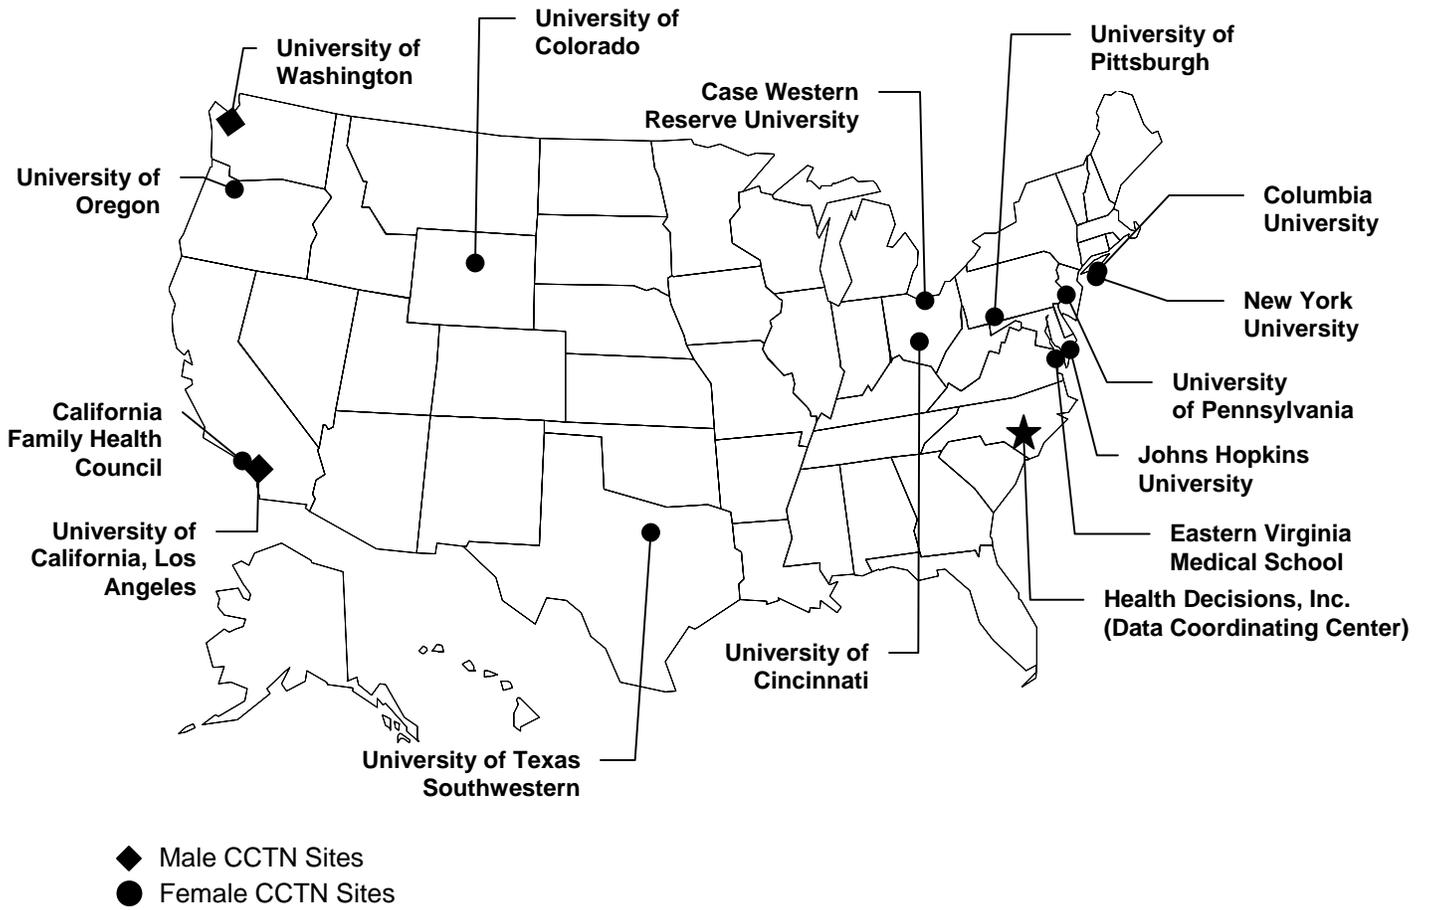 University of
Colorado
University of
Washington
University of
Pittsburgh
Case Western
Reserve University
University of
Oregon
Columbia
University
New York
University
University
of Pennsylvania
California
Family Health
Council
Johns Hopkins
University
University of
California, Los
Angeles
Eastern Virginia
Medical School
Health Decisions, Inc.
(Data Coordinating Center)
University of
Cincinnati
University of Texas
Southwestern
Male CCTN Sites
Female CCTN Sites